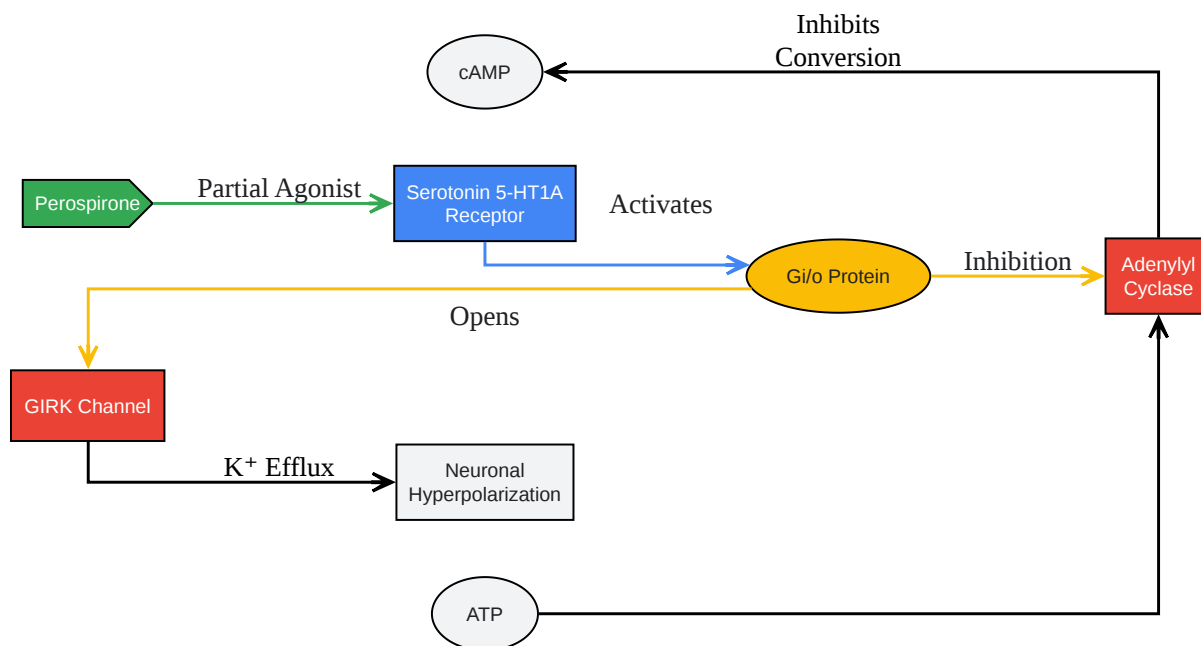 Inhibits
Conversion
cAMP
Perospirone
Partial Agonist
Serotonin 5-HT1A
Receptor
Activates
Gi/o Protein
Inhibition
Adenylyl
Cyclase
Opens
GIRK Channel
K⁺ Efflux
Neuronal
Hyperpolarization
ATP